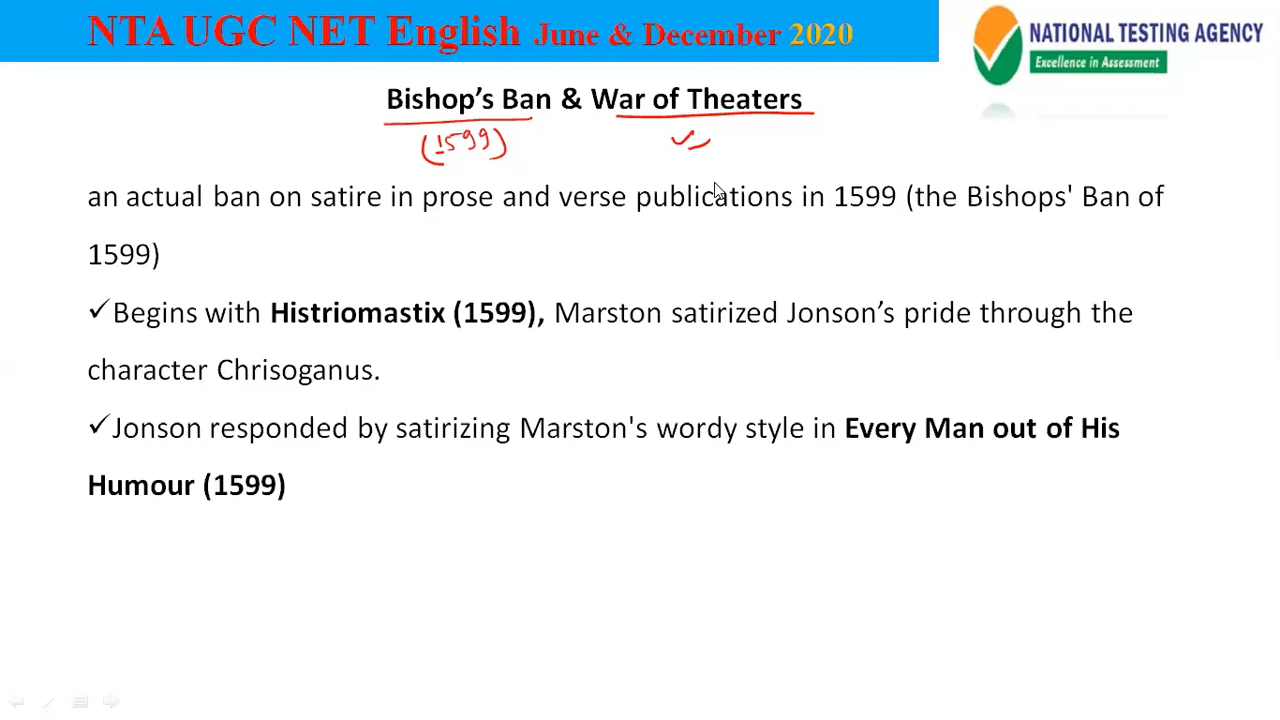 NTA UGC NET English June & December 2020
NATIONAL TESTING AGENCY
Excellence in Assessment
Bishop’s Ban & War of Theaters
(1599)
an actual ban on satire in prose and verse publications in 1599 (the Bishops' Ban of
1599)
✓Begins with Histriomastix (1599), Marston satirized Jonson’s pride through the
character Chrisoganus.
✓Jonson responded by satirizing Marston's wordy style in Every Man out of His
Humour (1599)